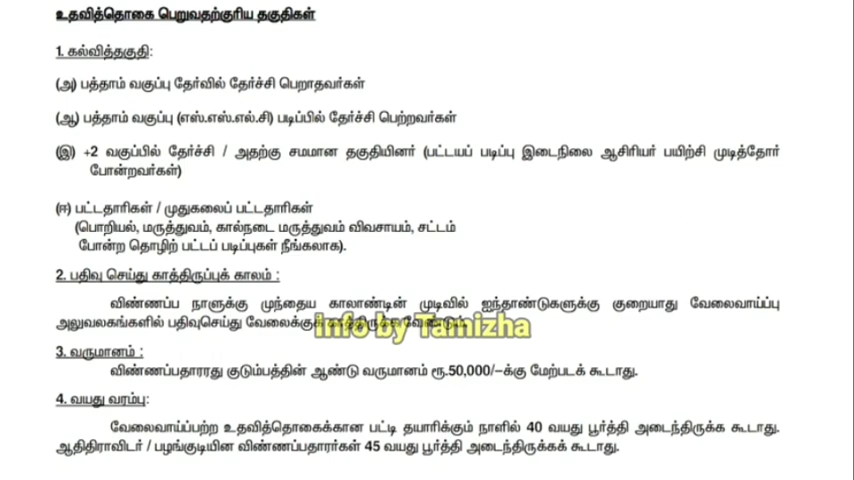 உதவித்தொகை பெறுவதற்குரிய தகுதிகள்
1. கல்வித்தகுதி:
(அ) பத்தாம் வகுப்பு தேர்வில் தேர்ச்சி பெறாதவர்கள்
(ஆ) பத்தாம் வகுப்பு (எஸ்.எஸ்.எல்.சி) படிப்பில் தேர்ச்சி பெற்றவர்கள்
(இ) +2 வகுப்பில் தேர்ச்சி / அதற்கு சமமான தகுதியினர் (பட்டயப் படிப்பு இடைநிலை ஆசிரியர் பயிற்சி முடித்தோர்
போன்றவர்கள்)
(ஈ) பட்டதாரிகள் / முதுகலைப் பட்டதாரிகள்
(பொறியல், மருத்துவம், கால்நடை மருத்துவம் விவசாயம், சட்டம்
போன்ற தொழிற் பட்டப் படிப்புகள் நீங்கலாக).
2. பதிவு செய்து காத்திருப்புக் காலம் :
விண்ணப்ப நாளுக்கு முந்தைய காலாண்டின் முடிவில் ஐந்தாண்டுகளுக்கு குறையாது வேலைவாய்ப்பு
அலுவலகங்களில் பதிவுசெய்து வேலைக்குக் காத்திருக்க வேண்டும்.
Info by Tamizha
3. வருமானம் :
விண்ணப்பதாரரது குடும்பத்தின் ஆண்டு வருமானம் ரூ.50,000/–க்கு மேற்படக் கூடாது.
4. வயது வரம்பு:
வேலைவாய்ப்பற்ற உதவித்தொகைக்கான பட்டி தயாரிக்கும் நாளில் 40 வயது பூர்த்தி அடைந்திருக்க கூடாது.
ஆதிதிராவிடர் / பழங்குடியின விண்ணப்பதாரர்கள் 45 வயது பூர்த்தி அடைந்திருக்கக் கூடாது.